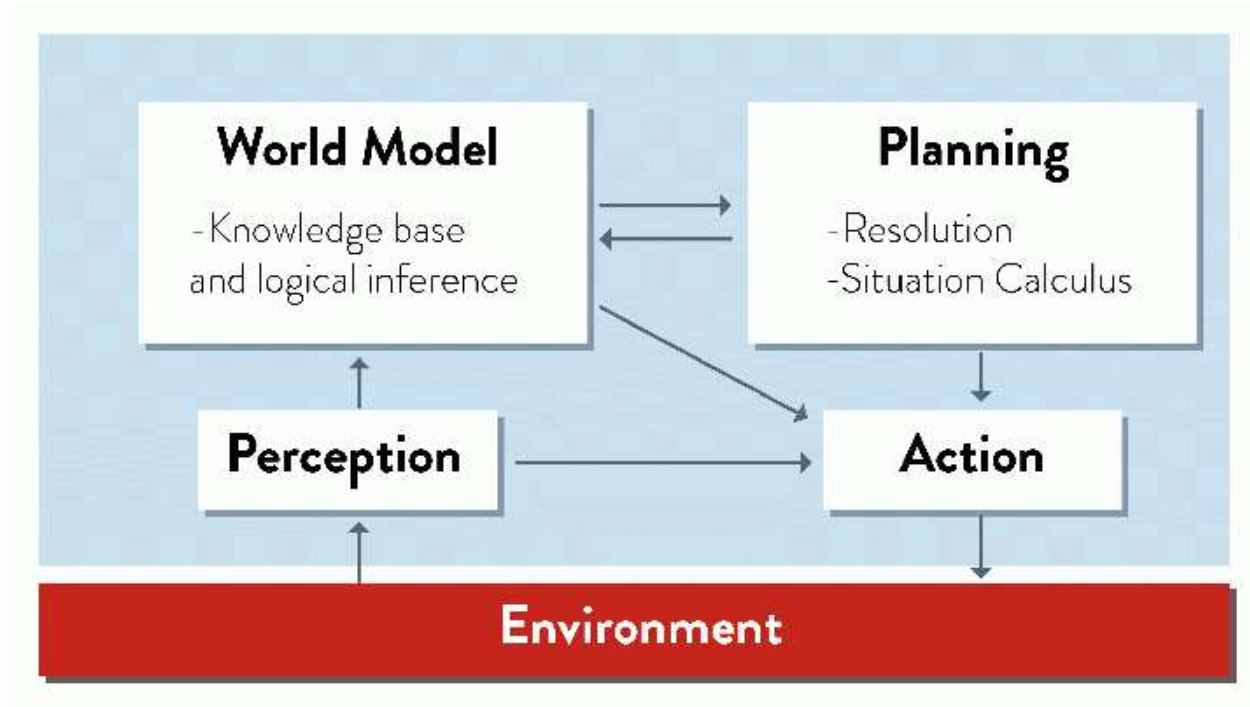 World Model
-Knowledge base
and logical inference
Planning
-Resolution
-Situation Calculus
Perception
Action
Environment